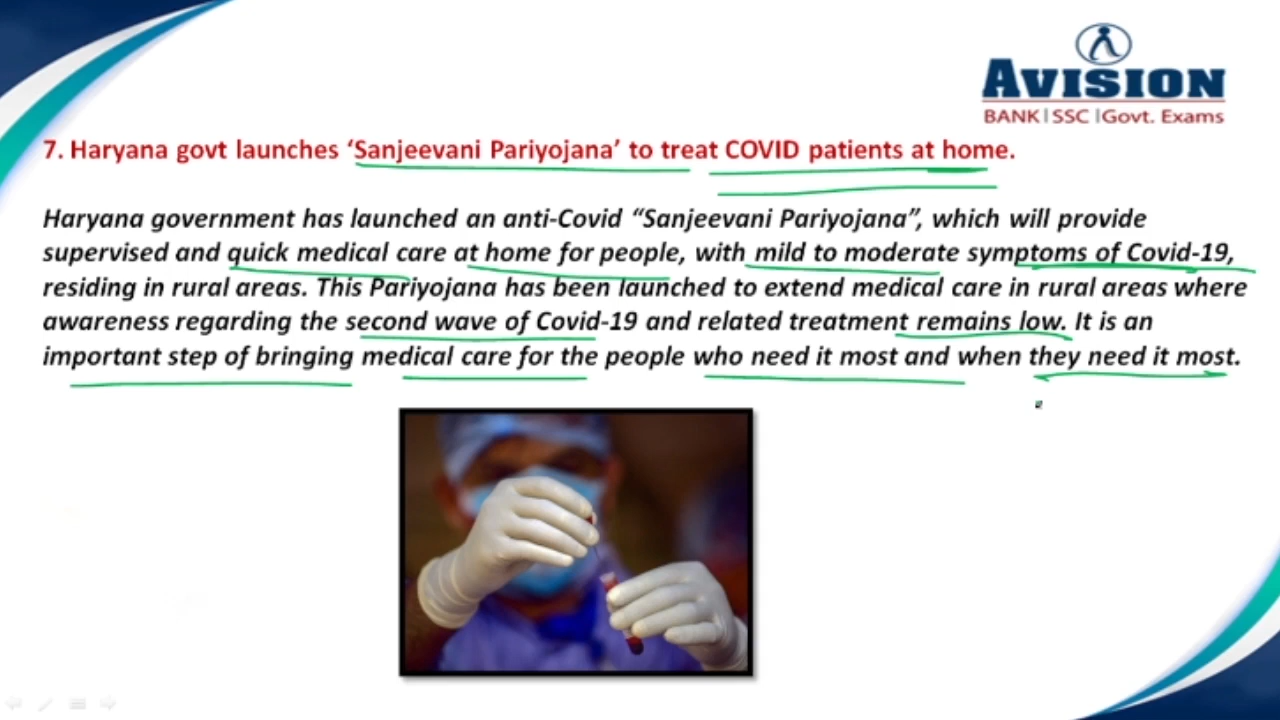 AVISION
BANK | SSC | Govt. Exams
7. Haryana govt launches ‘Sanjeevani Pariyojana’ to treat COVID patients at home.
Haryana government has launched an anti-Covid “Sanjeevani Pariyojana”, which will provide
supervised and quick medical care at home for people, with mild to moderate symptoms of Covid-19,
residing in rural areas. This Pariyojana has been launched to extend medical care in rural areas where
awareness regarding the second wave of Covid-19 and related treatment remains low. It is an
important step of bringing medical care for the people who need it most and when they need it most.